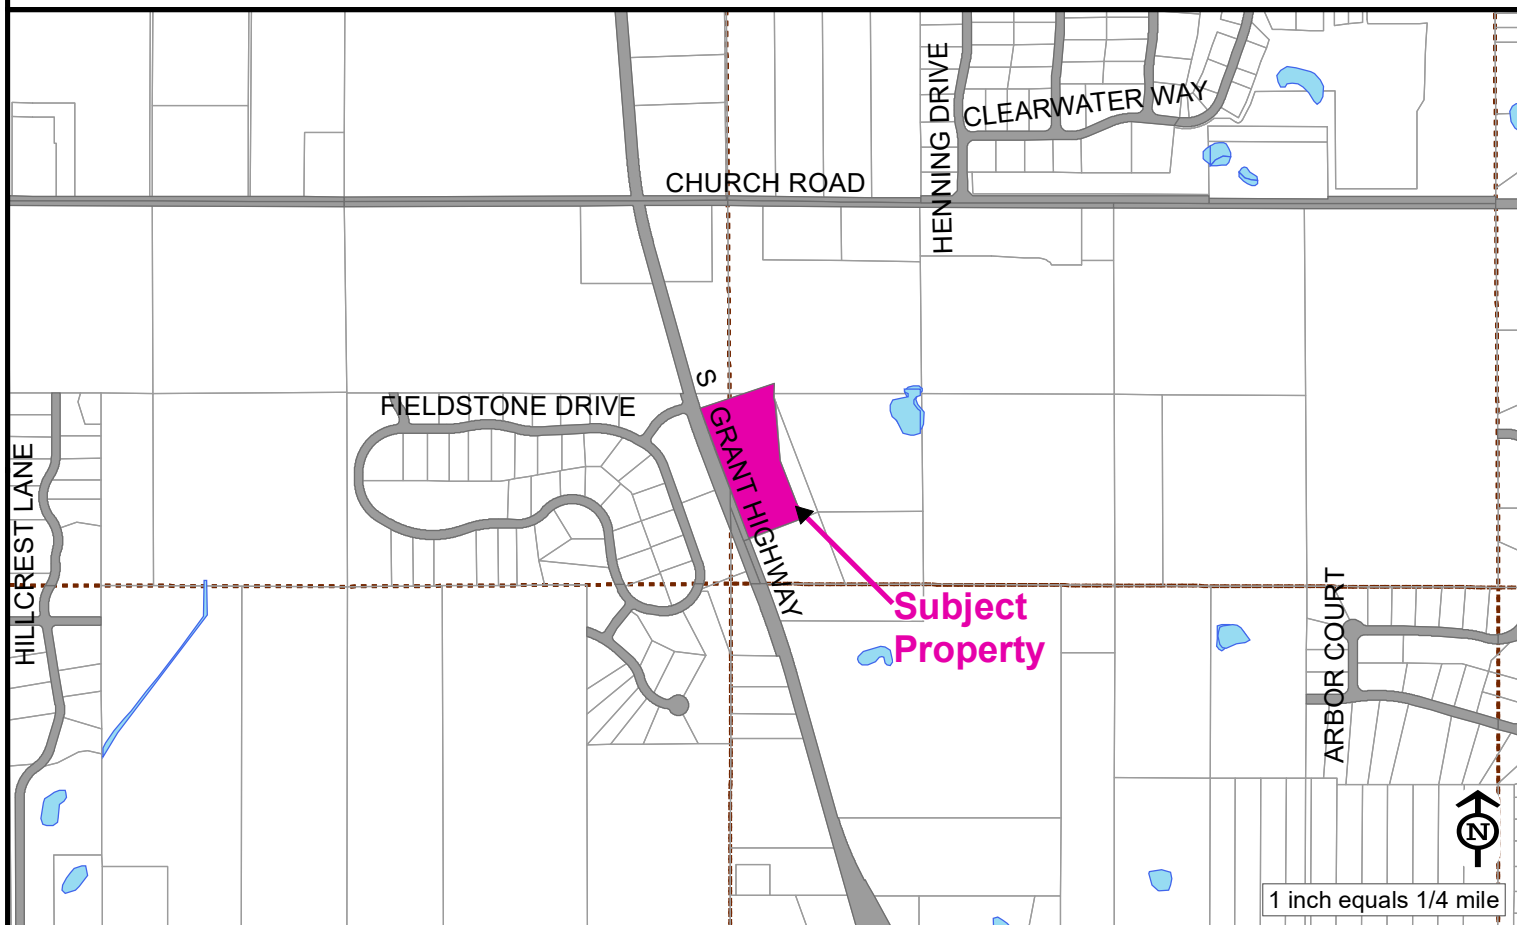 HENNING DRIVE
CLEARWATER WAY
CHURCH ROAD
S GRANT HIGHWAY
FIELDSTONE DRIVE
HILLCREST LANE
Subject
Property
ARBOR COURT
N
1 inch equals 1/4 mile